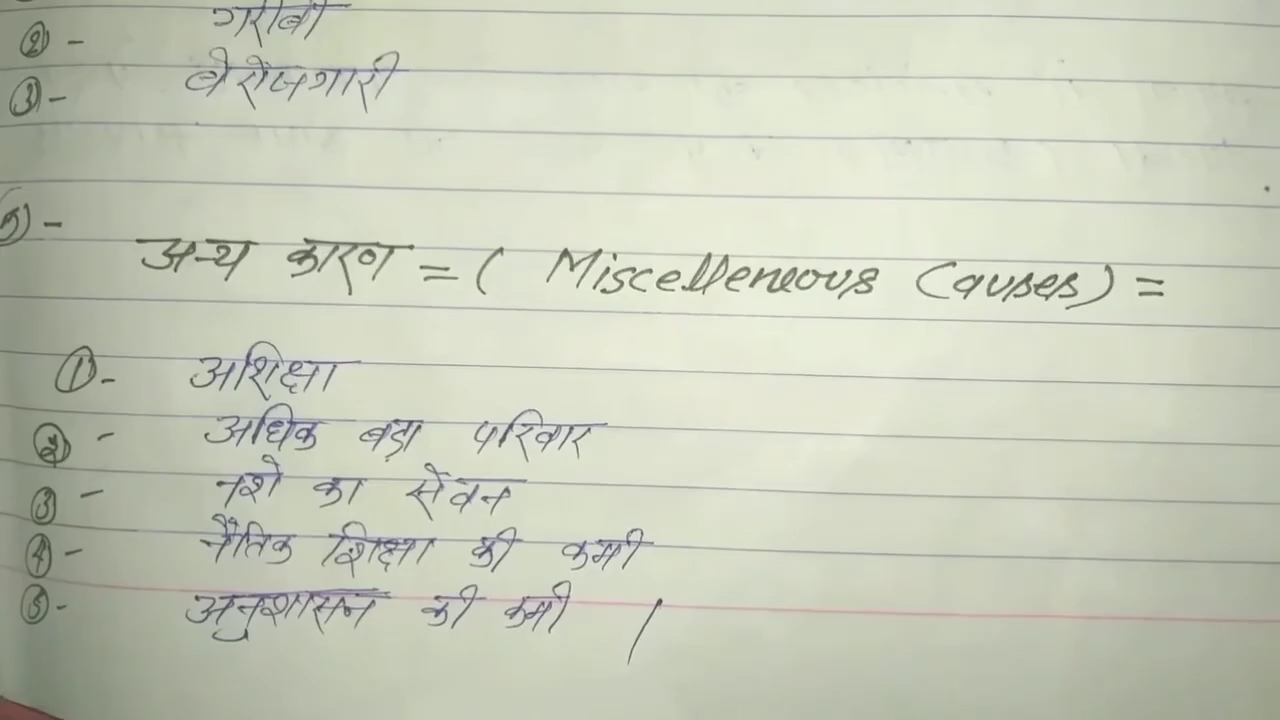 ② - गरीबी
③ - बेरोजगारी
5) - अन्य कारण = ( Miscelleneous Causes) =
① - अशिक्षा
② - अधिक बड़ा परिवार
③ - नशे का सेवन
④ - नैतिक शिक्षा की कमी
⑤ - अनुशासन की कमी |